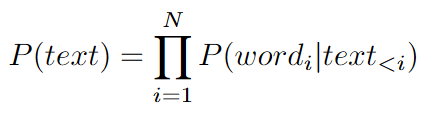 P(text) = ∏_{i=1}^{N} P(word_i|text_{<i})